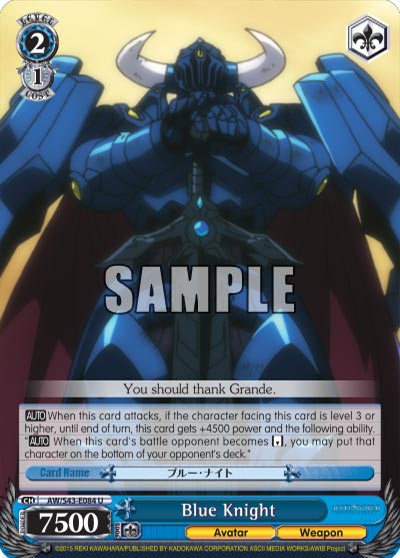 LEVEL
2
1
COST
SAMPLE
You should thank Grande.
AUTO When this card attacks, if the character facing this card is level 3 or
higher, until end of turn, this card gets +4500 power and the following ability.
"AUTO When this card's battle opponent becomes [ ], you may put that
character on the bottom of your opponent's deck."
Card Name ブルー・ナイト
CH AW/S43-E084 U
POWER 7500 Blue Knight
Avatar Weapon
©2015 REKI KAWAHARA/PUBLISHED BY KADOKAWA CORPORATION ASCII MEDIA WORKS/AWIB Project